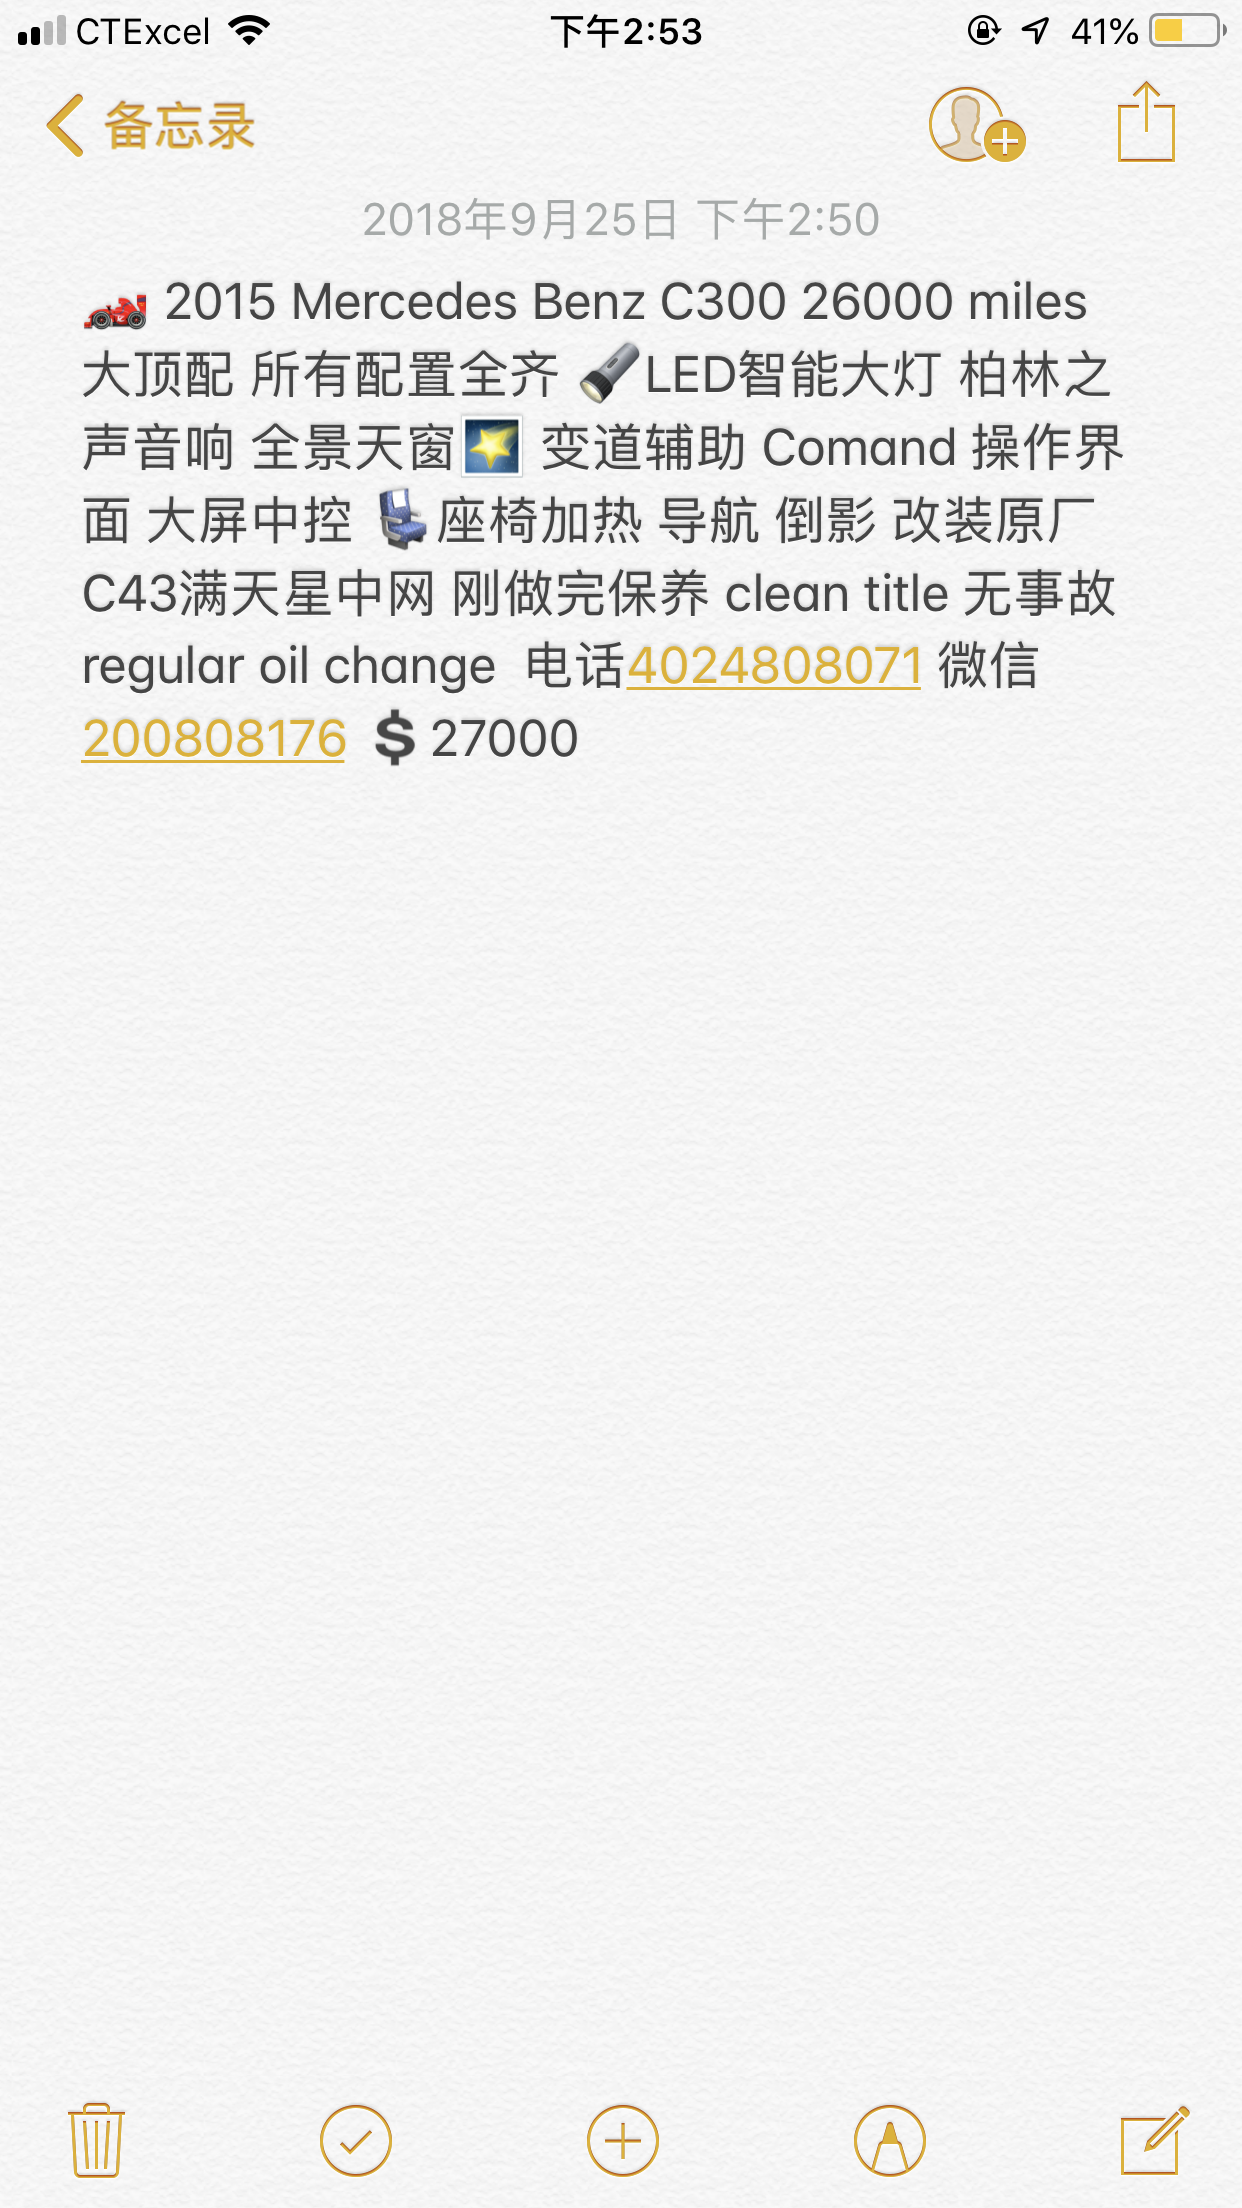 CTExcel 下午2:53 41%
备忘录
2018年9月25日 下午2:50
🏎 2015 Mercedes Benz C300 26000 miles
大顶配 所有配置全齐 🔦LED智能大灯 柏林之
声音响 全景天窗🌠 变道辅助 Comand 操作界
面 大屏中控 💺座椅加热 导航 倒影 改装原厂
C43满天星中网 刚做完保养 clean title 无事故
regular oil change 电话4024808071 微信
200808176 💲27000